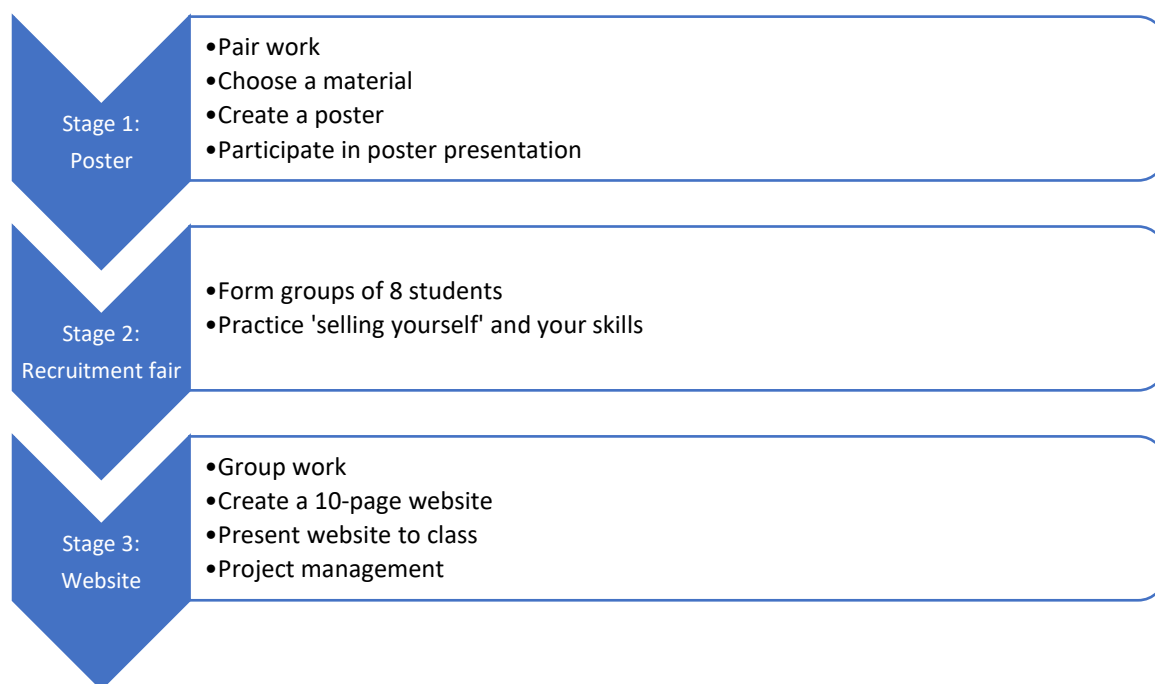 Stage 1:
Poster
•Pair work
•Choose a material
•Create a poster
•Participate in poster presentation
Stage 2:
Recruitment fair
•Form groups of 8 students
•Practice 'selling yourself' and your skills
Stage 3:
Website
•Group work
•Create a 10-page website
•Present website to class
•Project management